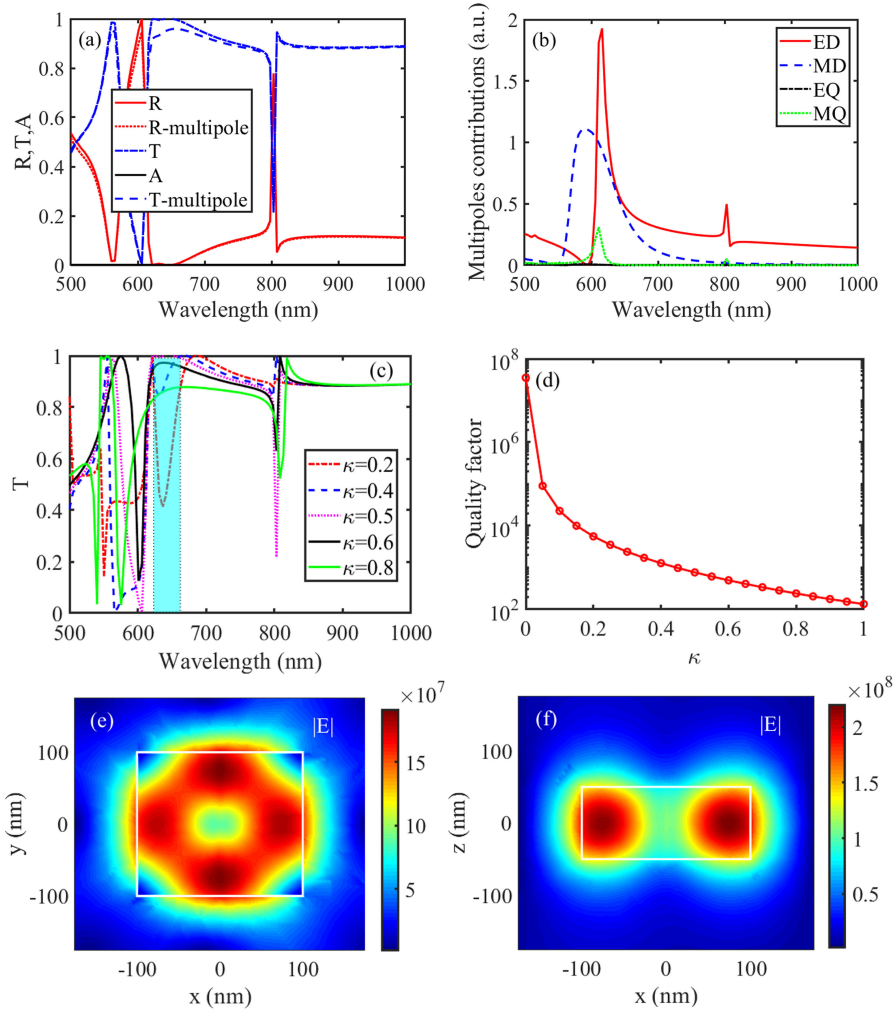 (a)
1
0.8
0.6
0.4
0.2
0
R,T,A
R
R-multipole
T
A
T-multipole
500 600 700 800 900 1000
Wavelength (nm)
(b)
2
1.5
1
0.5
0
Multipoles contributions (a.u.)
ED
MD
EQ
MQ
500 600 700 800 900 1000
Wavelength (nm)
(c)
1
0.8
0.6
0.4
0.2
0
T
κ=0.2
κ=0.4
κ=0.5
κ=0.6
κ=0.8
500 600 700 800 900 1000
Wavelength (nm)
(d)
10^8
10^6
10^4
10^2
Quality factor
0 0.2 0.4 0.6 0.8 1
κ
(e)
|E|
×10^7
15
10
5
100
0
-100
y (nm)
-100 0 100
x (nm)
(f)
|E|
×10^8
2
1.5
1
0.5
100
0
-100
z (nm)
-100 0 100
x (nm)